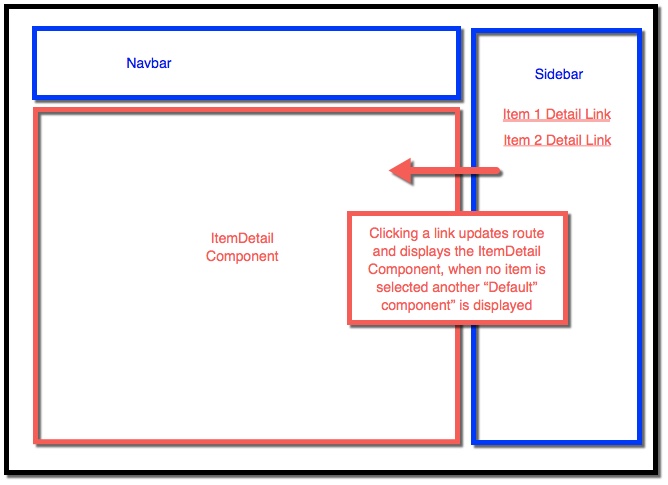 Navbar
Sidebar
Item 1 Detail Link
Item 2 Detail Link
ItemDetail
Component
Clicking a link updates route
and displays the ItemDetail
Component, when no item is
selected another “Default”
component” is displayed